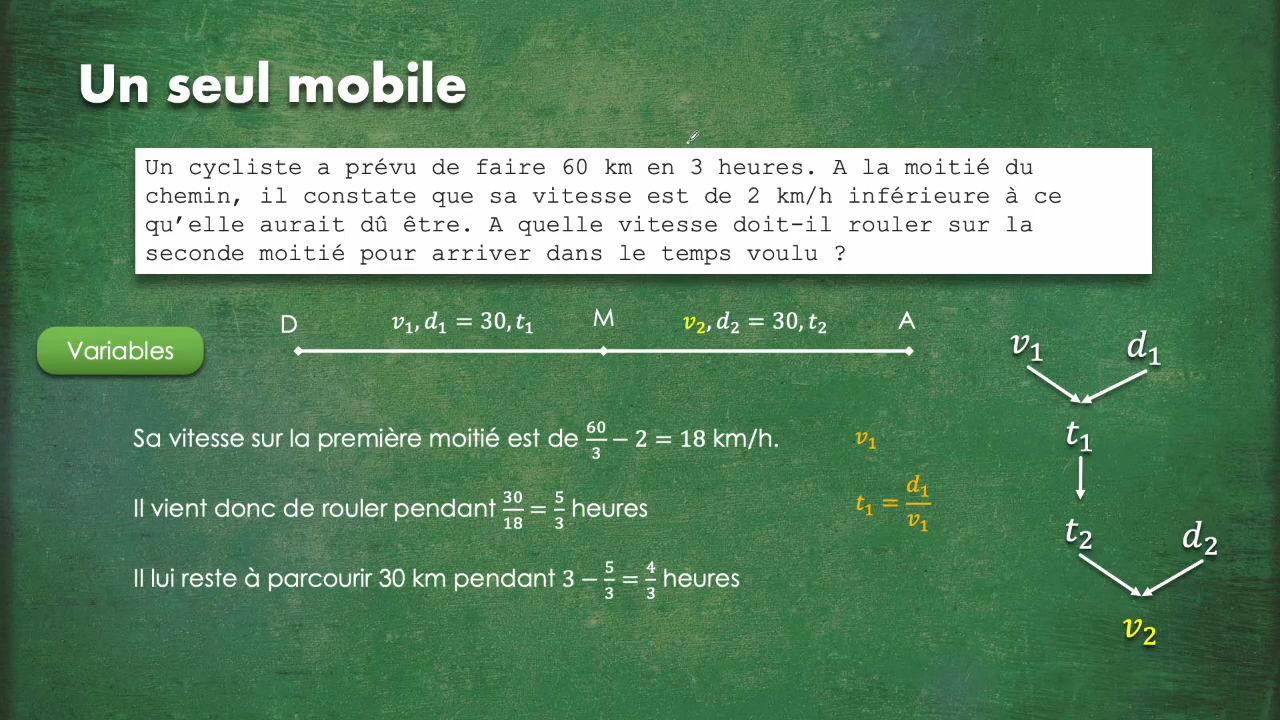 Un seul mobile
Un cycliste a prévu de faire 60 km en 3 heures. A la moitié du
chemin, il constate que sa vitesse est de 2 km/h inférieure à ce
qu’elle aurait dû être. A quelle vitesse doit-il rouler sur la
seconde moitié pour arriver dans le temps voulu ?
D v₁, d₁ = 30, t₁ M v₂, d₂ = 30, t₂ A
Variables
v₁ d₁
Sa vitesse sur la première moitié est de 60/3 − 2 = 18 km/h. v₁
t₁
Il vient donc de rouler pendant 30/18 = 5/3 heures t₁ = d₁/v₁
t₂ d₂
Il lui reste à parcourir 30 km pendant 3 − 5/3 = 4/3 heures
v₂